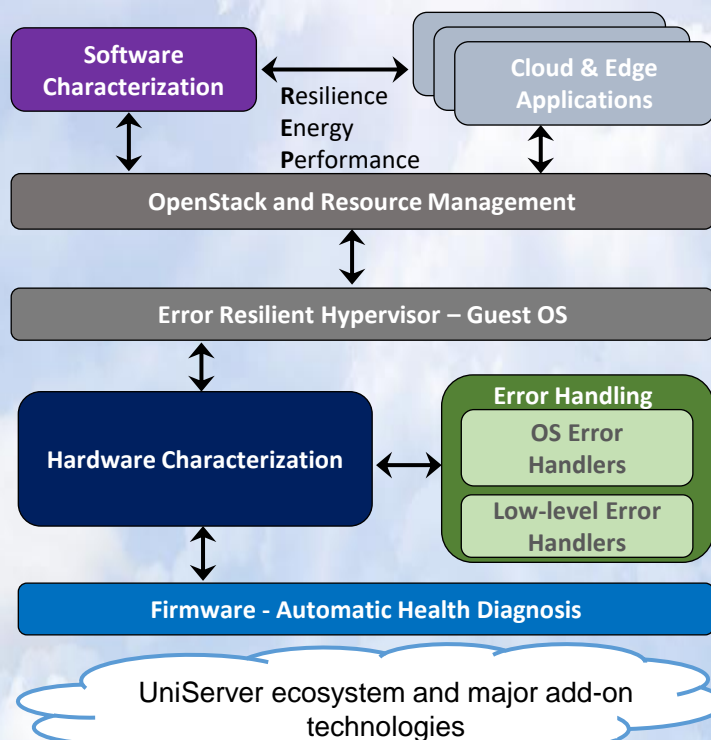 Software
Characterization
Cloud & Edge
Applications
Resilience
Energy
Performance
OpenStack and Resource Management
Error Resilient Hypervisor – Guest OS
Hardware Characterization
Error Handling
OS Error
Handlers
Low-level Error
Handlers
Firmware - Automatic Health Diagnosis
UniServer ecosystem and major add-on
technologies